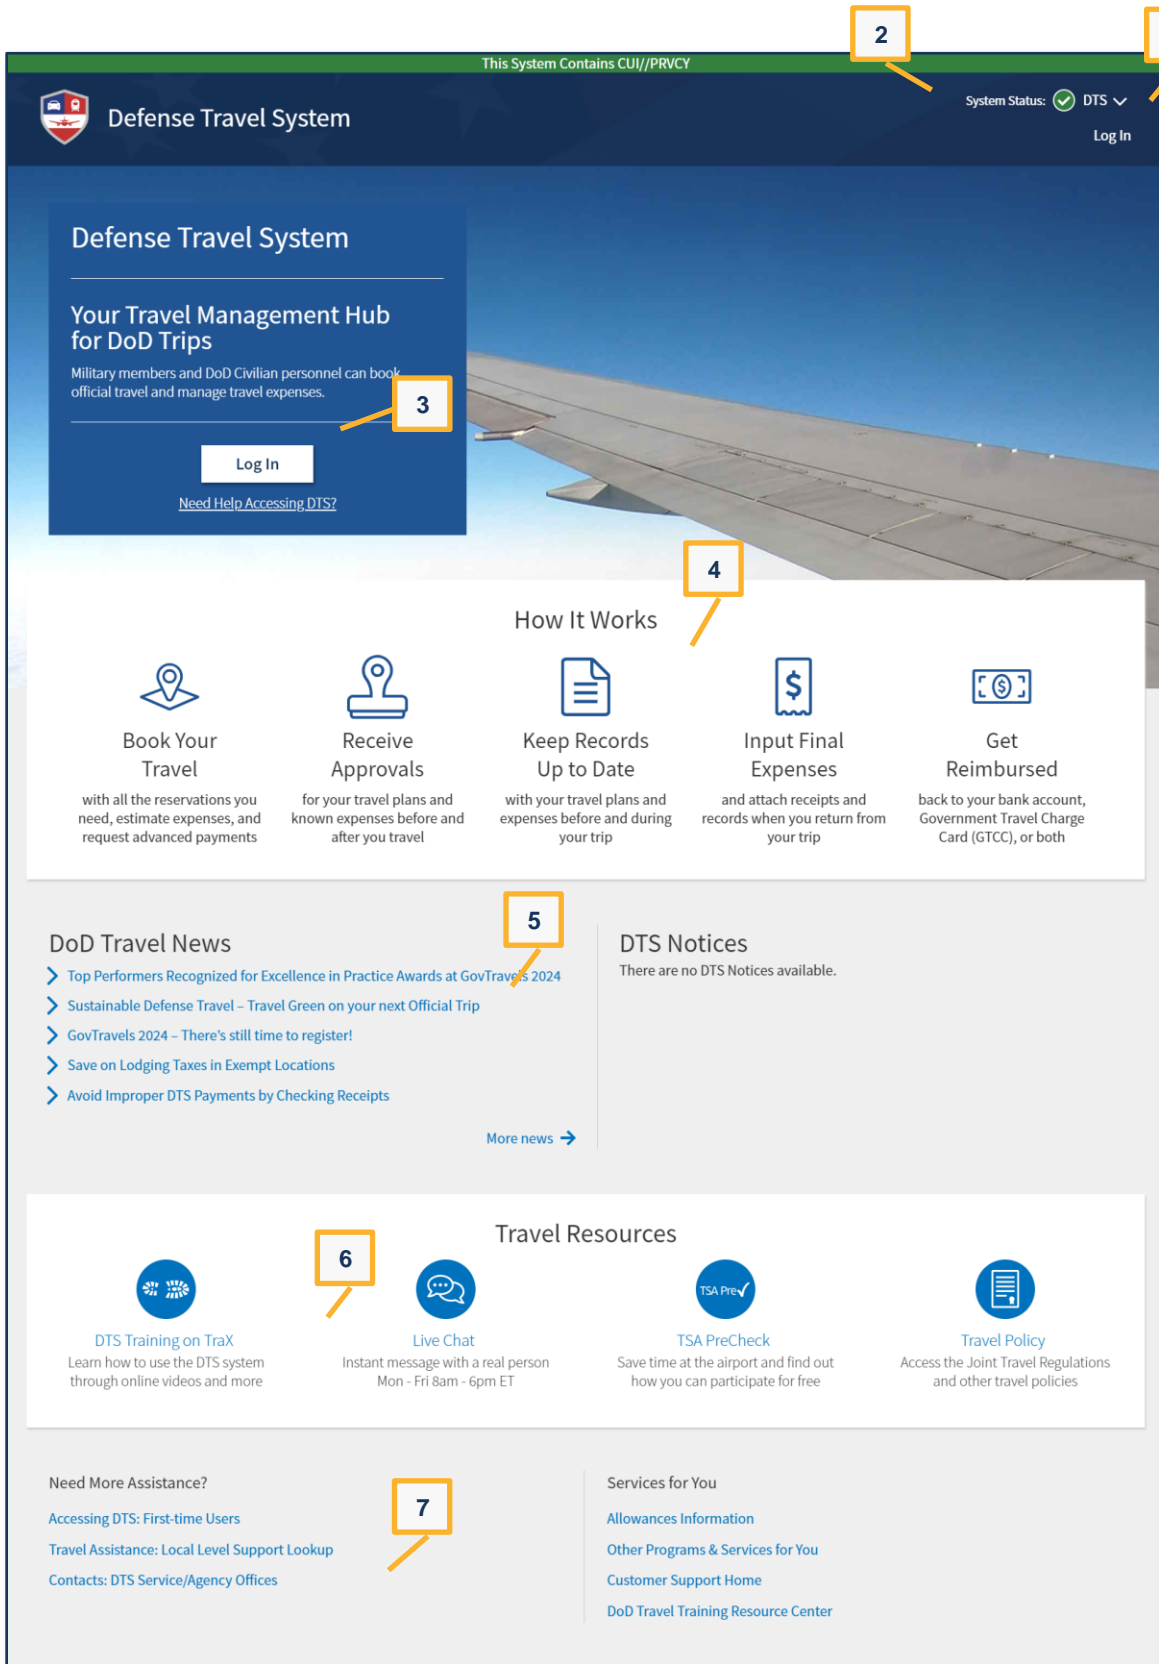 2
This System Contains CUI//PRVCY
System Status: DTS
Defense Travel System
Log In
Defense Travel System
Your Travel Management Hub
for DoD Trips
Military members and DoD Civilian personnel can book
official travel and manage travel expenses.
3
Log In
Need Help Accessing DTS?
4
How It Works
Book Your
Travel
with all the reservations you
need, estimate expenses, and
request advanced payments
Receive
Approvals
for your travel plans and
known expenses before and
after you travel
Keep Records
Up to Date
with your travel plans and
expenses before and during
your trip
$
Input Final
Expenses
and attach receipts and
records when you return from
your trip
$
Get
Reimbursed
back to your bank account,
Government Travel Charge
Card (GTCC), or both
5
DoD Travel News
Top Performers Recognized for Excellence in Practice Awards at GovTravels 2024
Sustainable Defense Travel – Travel Green on your next Official Trip
GovTravels 2024 – There's still time to register!
Save on Lodging Taxes in Exempt Locations
Avoid Improper DTS Payments by Checking Receipts
More news
DTS Notices
There are no DTS Notices available.
Travel Resources
6
DTS Training on TraX
Learn how to use the DTS system
through online videos and more
Live Chat
Instant message with a real person
Mon - Fri 8am - 6pm ET
TSA Pre
TSA PreCheck
Save time at the airport and find out
how you can participate for free
Travel Policy
Access the Joint Travel Regulations
and other travel policies
Need More Assistance?
7
Accessing DTS: First-time Users
Travel Assistance: Local Level Support Lookup
Contacts: DTS Service/Agency Offices
Services for You
Allowances Information
Other Programs & Services for You
Customer Support Home
DoD Travel Training Resource Center